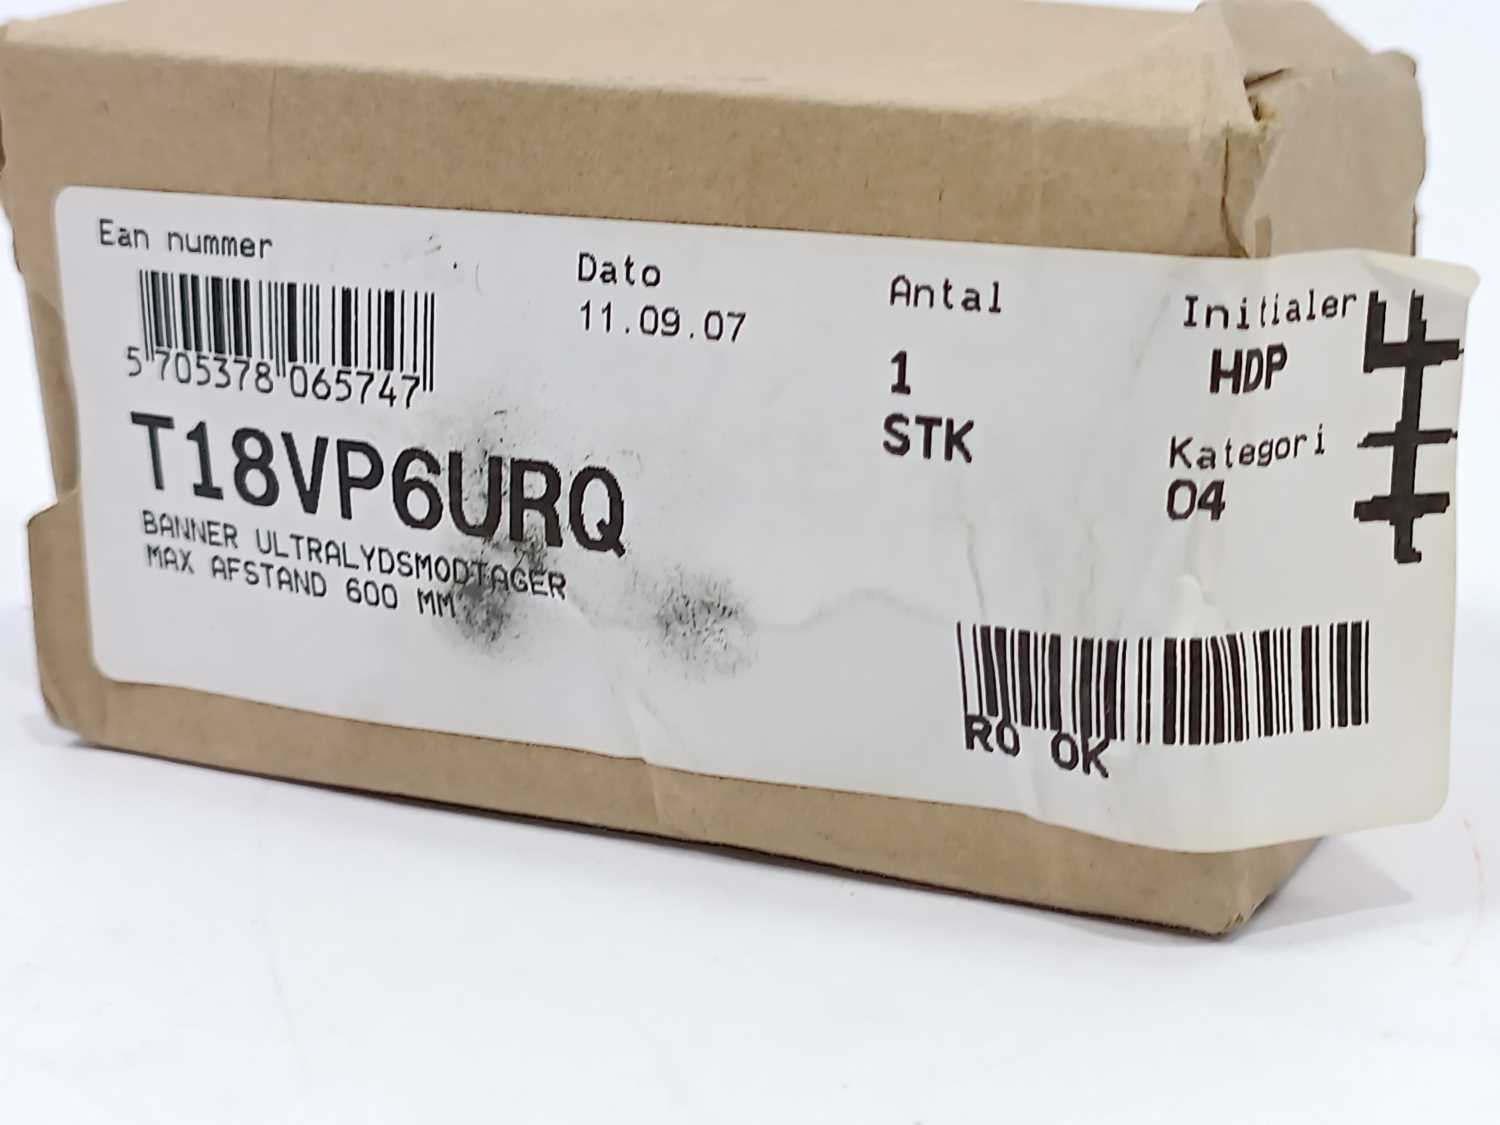 Ean nummer
5 705378 065747
Dato
11.09.07
Antal
1
STK
Initialer
HDP
Kategori
04
T18VP6URQ
BANNER ULTRALYDSMODTAGER
MAX AFSTAND 600 MM
RO OK